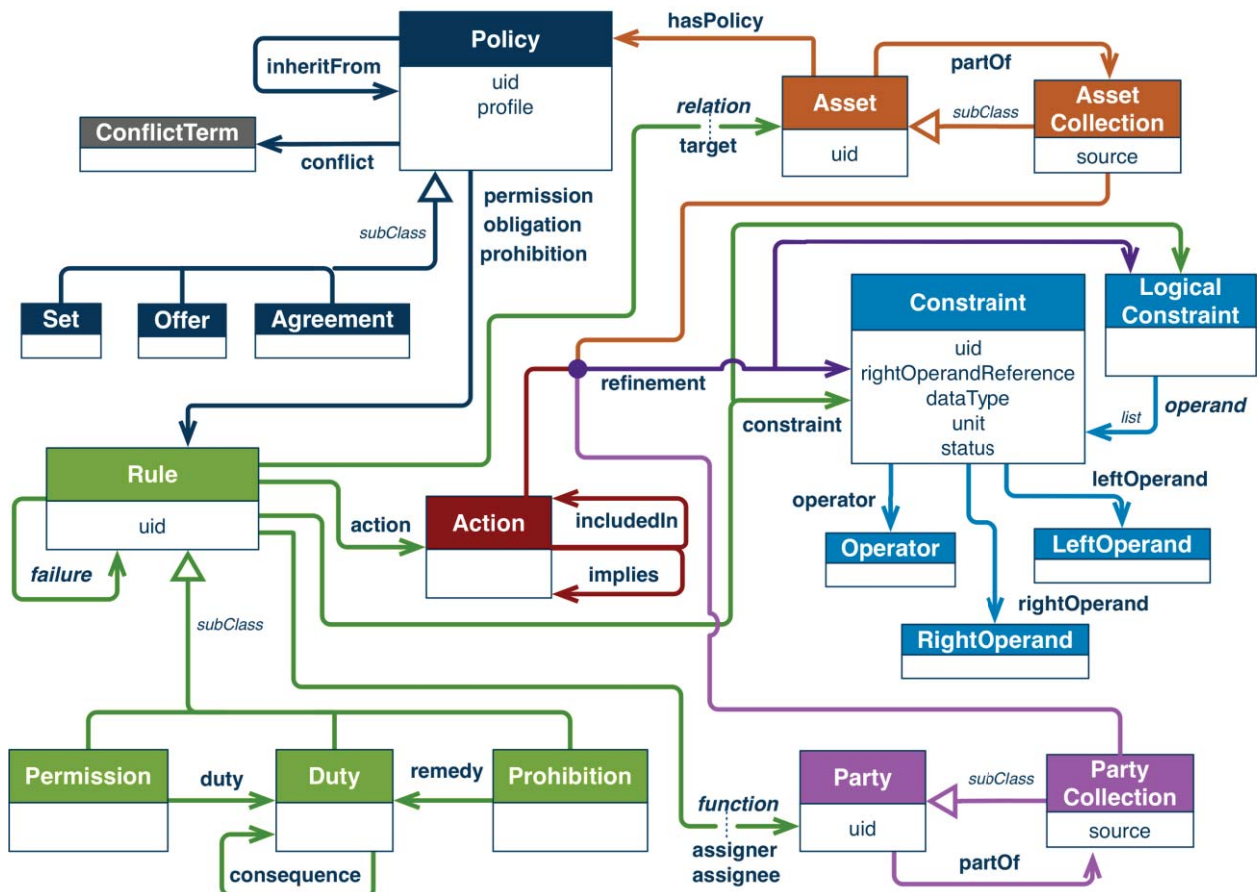 hasPolicy
Policy
uid
profile
inheritFrom
partOf
Asset
uid
Asset
Collection
source
subClass
relation
target
ConflictTerm
conflict
permission
obligation
prohibition
subClass
Set
Offer
Agreement
Constraint
uid
rightOperandReference
dataType
unit
status
Logical
Constraint
refinement
constraint
operand
list
Rule
uid
failure
action
Action
includedIn
implies
operator
leftOperand
Operator
LeftOperand
rightOperand
RightOperand
subClass
Permission
duty
Duty
remedy
Prohibition
consequence
function
assigner
assignee
Party
uid
subClass
Party
Collection
source
partOf